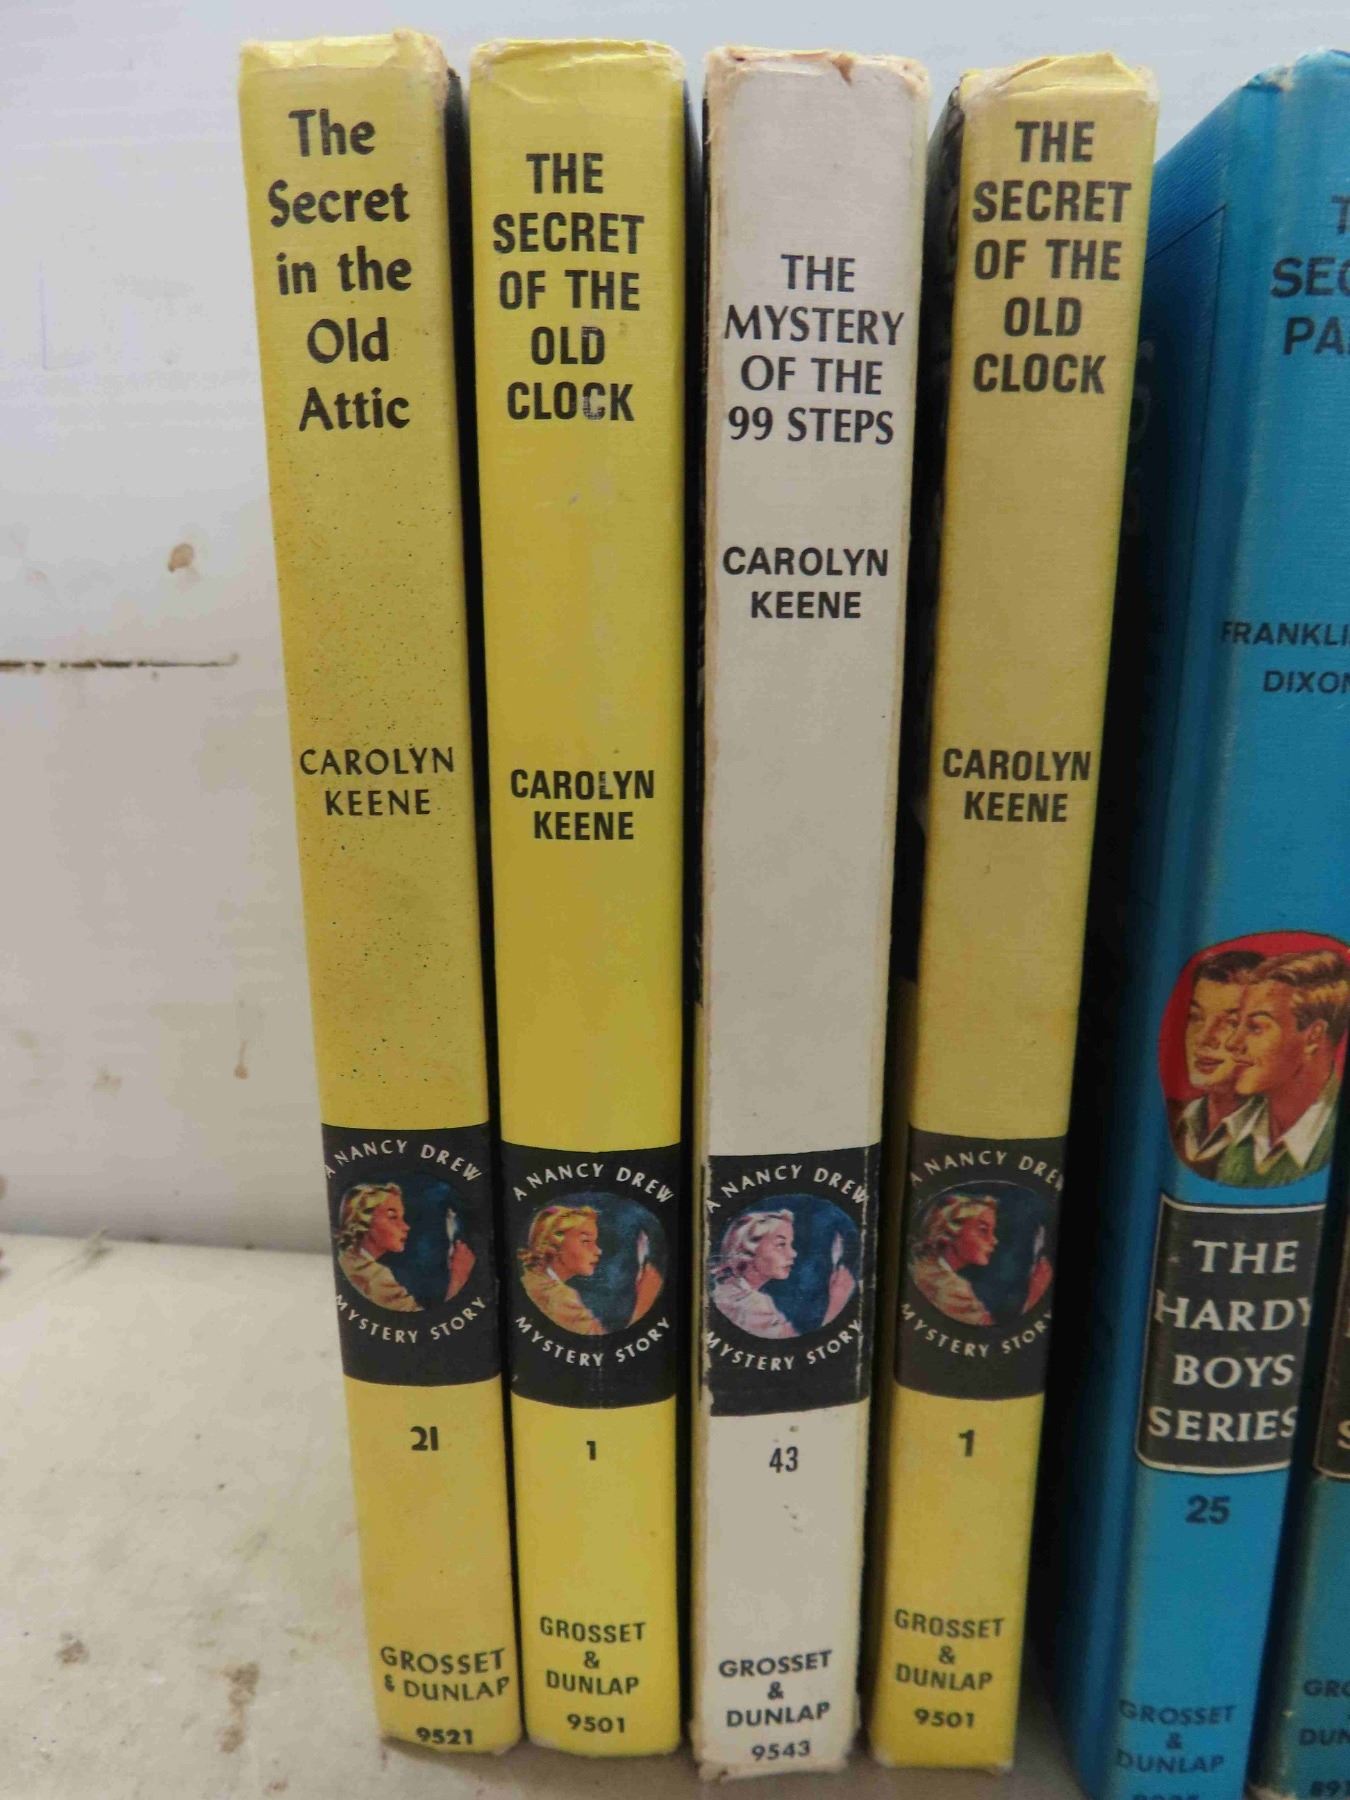 The
Secret
in the
Old
Attic
CAROLYN
KEENE
A NANCY DREW
MYSTERY STORY
21
GROSSET
& DUNLAP
9521
THE
SECRET
OF THE
OLD
CLOCK
CAROLYN
KEENE
A NANCY DREW
MYSTERY STORY
1
GROSSET
&
DUNLAP
9501
THE
MYSTERY
OF THE
99 STEPS
CAROLYN
KEENE
A NANCY DREW
MYSTERY STORY
43
GROSSET
&
DUNLAP
9543
THE
SECRET
OF THE
OLD
CLOCK
CAROLYN
KEENE
A NANCY DREW
MYSTERY STORY
1
GROSSET
&
DUNLAP
9501
THE
HARDY
BOYS
SERIES
25
GROSSET
&
DUNLAP